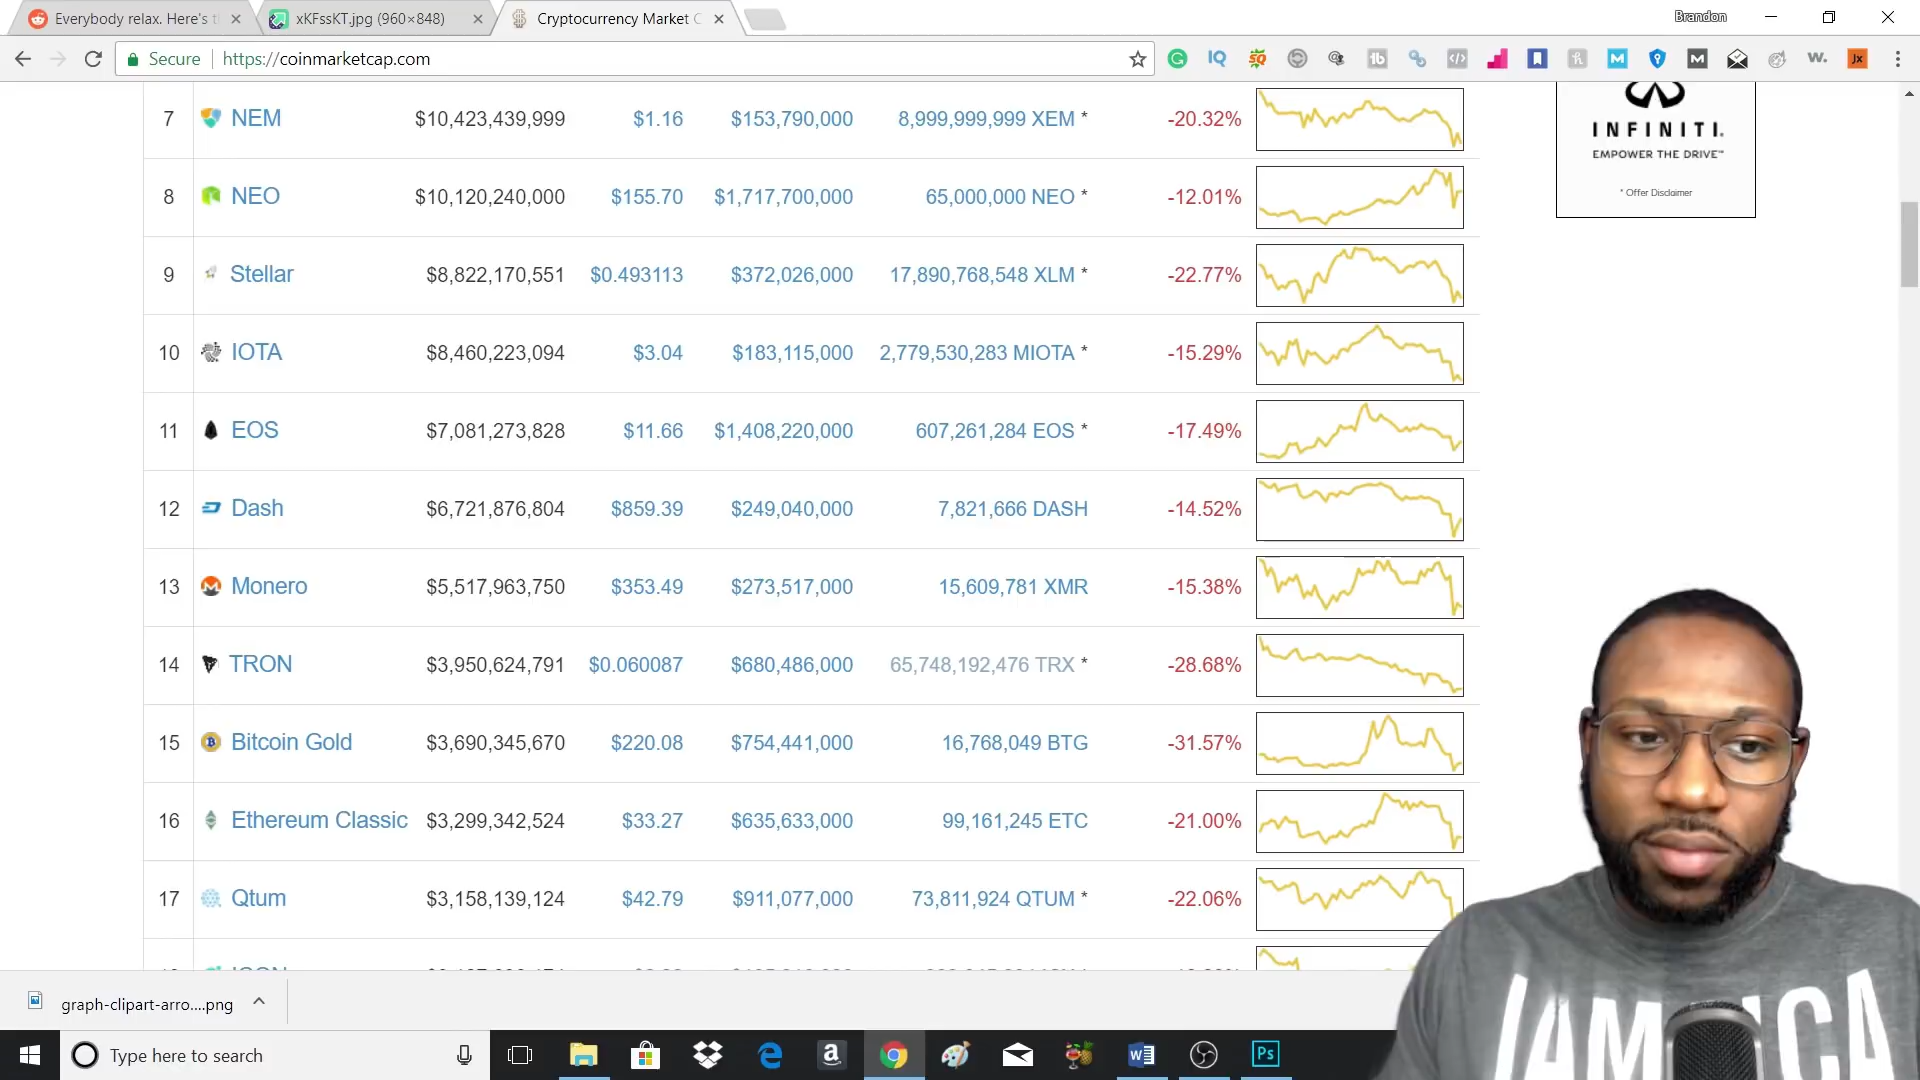 Everybody relax. Here's t
xKFssKT.jpg (960×848)
Cryptocurrency Market C
Brandon
Secure
https://coinmarketcap.com
7 NEM $10,423,439,999 $1.16 $153,790,000 8,999,999,999 XEM * -20.32%
8 NEO $10,120,240,000 $155.70 $1,717,700,000 65,000,000 NEO * -12.01%
9 Stellar $8,822,170,551 $0.493113 $372,026,000 17,890,768,548 XLM * -22.77%
10 IOTA $8,460,223,094 $3.04 $183,115,000 2,779,530,283 MIOTA * -15.29%
11 EOS $7,081,273,828 $11.66 $1,408,220,000 607,261,284 EOS * -17.49%
12 Dash $6,721,876,804 $859.39 $249,040,000 7,821,666 DASH -14.52%
13 Monero $5,517,963,750 $353.49 $273,517,000 15,609,781 XMR -15.38%
14 TRON $3,950,624,791 $0.060087 $680,486,000 65,748,192,476 TRX * -28.68%
15 Bitcoin Gold $3,690,345,670 $220.08 $754,441,000 16,768,049 BTG -31.57%
16 Ethereum Classic $3,299,342,524 $33.27 $635,633,000 99,161,245 ETC -21.00%
17 Qtum $3,158,139,124 $42.79 $911,077,000 73,811,924 QTUM * -22.06%
INFINITI.
EMPOWER THE DRIVE™
* Offer Disclaimer
graph-clipart-arro....png
Type here to search